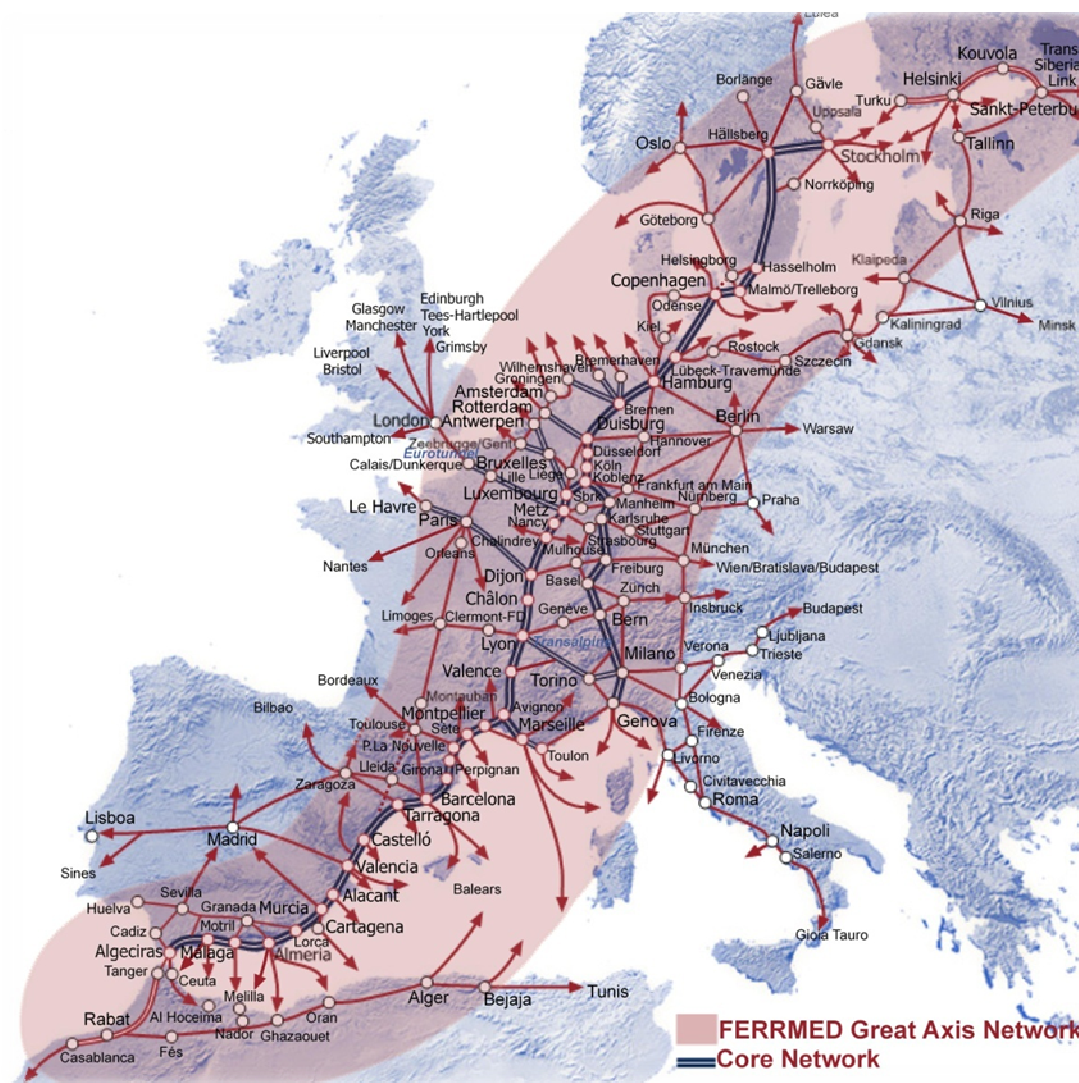 Luleå
Kouvola
Trans
Siberia
Link
Borlänge
Gävle
Helsinki
Turku
Sankt-Peterbu
Uppsala
Hällsberg
Oslo
Tallinn
Stockholm
Norrköping
Göteborg
Riga
Helsingborg
Hasselholm
Klaipeda
Copenhagen
Malmö/Trelleborg
Odense
Vilnius
Minsk
Kaliningrad
Kiel
Gdansk
Rostock
Szczecin
Glasgow
Manchester
Edinburgh
Tees-Hartlepool
York
Grimsby
Liverpool
Bristol
Wilhemshaven
Bremerhaven
Lübeck-Travemünde
Groningen
Hamburg
Amsterdam
Rotterdam
Bremen
London
Antwerpen
Duisburg
Berlin
Warsaw
Southampton
Zeebrugge/Gent
Hannover
Eurotunnel
Düsseldorf
Calais/Dunkerque
Bruxelles
Köln
Lille
Liège
Koblenz
Luxembourg
Sbrk
Frankfurt am Main
Nürnberg
Praha
Le Havre
Metz
Manheim
Paris
Nancy
Karlsruhe
Stuttgart
Chalindrey
Strasbourg
Orleans
Mulhouse
München
Nantes
Freiburg
Wien/Bratislava/Budapest
Dijon
Basel
Zürich
Châlon
Genève
Insbruck
Limoges
Clermont-FD
Bern
Budapest
Lyon
Transalpine
Ljubljana
Milano
Verona
Trieste
Valence
Torino
Venezia
Bordeaux
Montauban
Bologna
Bilbao
Montpellier
Avignon
Toulouse
Sète
Marseille
Genova
Firenze
P.La Nouvelle
Toulon
Livorno
Lleida
Girona
Perpignan
Zaragoza
Civitavecchia
Barcelona
Roma
Tarragona
Lisboa
Madrid
Castelló
Napoli
Salerno
Sines
Valencia
Balears
Sevilla
Alacant
Huelva
Granada
Murcia
Cadiz
Motril
Cartagena
Gioia Tauro
Lorca
Algeciras
Málaga
Almeria
Tanger
Ceuta
Melilla
Alger
Bejaja
Tunis
Al Hoceima
Oran
Rabat
Nador
Ghazaouet
Casablanca
Fés
FERRMED Great Axis Network
Core Network